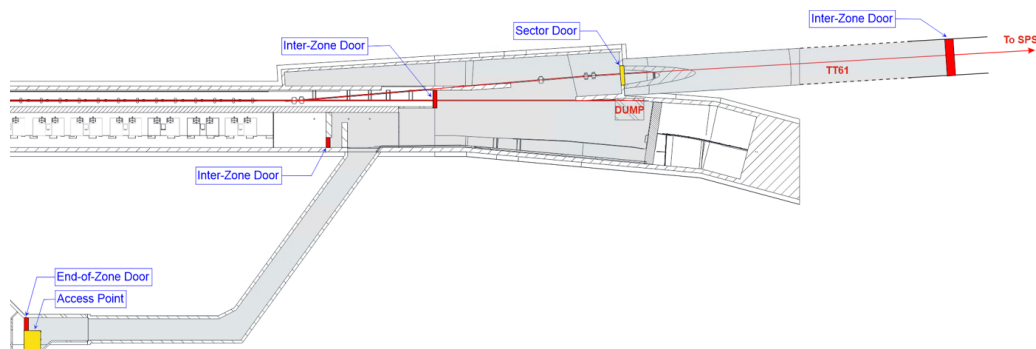 Inter-Zone Door
Sector Door
To SPS
Inter-Zone Door
TT61
DUMP
Inter-Zone Door
End-of-Zone Door
Access Point